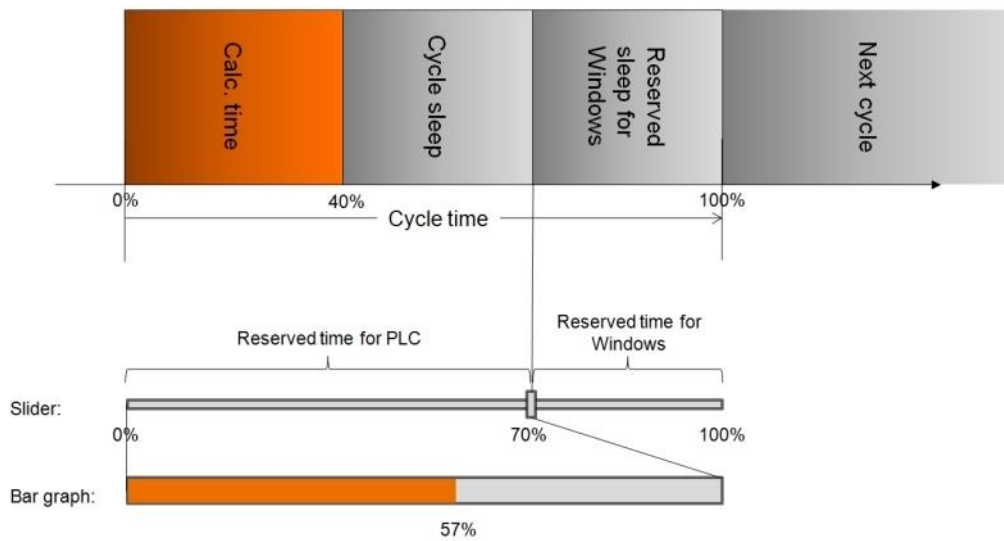 Calc. time
Cycle sleep
Reserved
sleep for
Windows
Next cycle
0%
40%
100%
Cycle time
Reserved time for PLC
Reserved time for
Windows
Slider:
0%
70%
100%
Bar graph:
57%